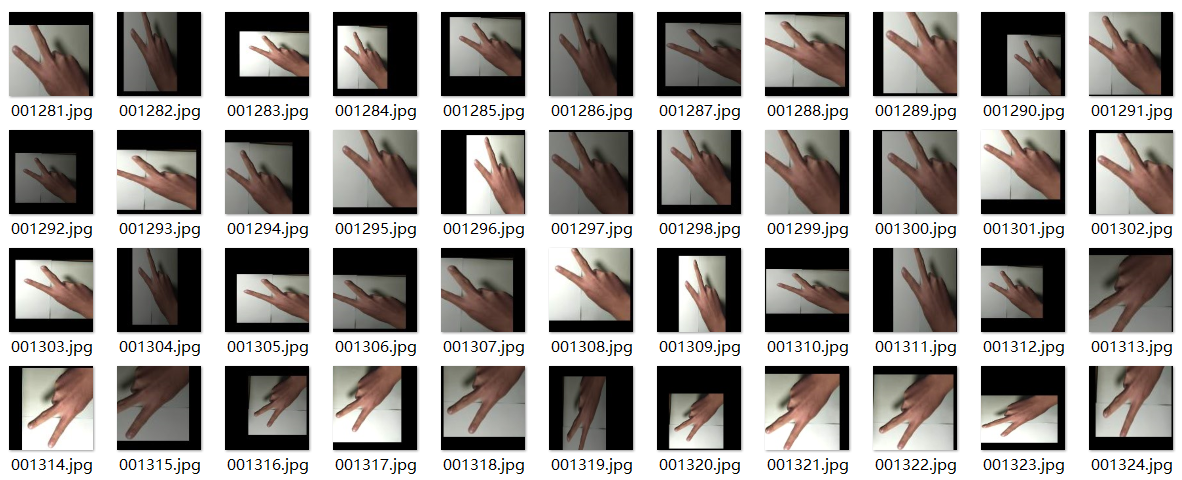 001281.jpg 001282.jpg 001283.jpg 001284.jpg 001285.jpg 001286.jpg 001287.jpg 001288.jpg 001289.jpg 001290.jpg 001291.jpg
001292.jpg 001293.jpg 001294.jpg 001295.jpg 001296.jpg 001297.jpg 001298.jpg 001299.jpg 001300.jpg 001301.jpg 001302.jpg
001303.jpg 001304.jpg 001305.jpg 001306.jpg 001307.jpg 001308.jpg 001309.jpg 001310.jpg 001311.jpg 001312.jpg 001313.jpg
001314.jpg 001315.jpg 001316.jpg 001317.jpg 001318.jpg 001319.jpg 001320.jpg 001321.jpg 001322.jpg 001323.jpg 001324.jpg